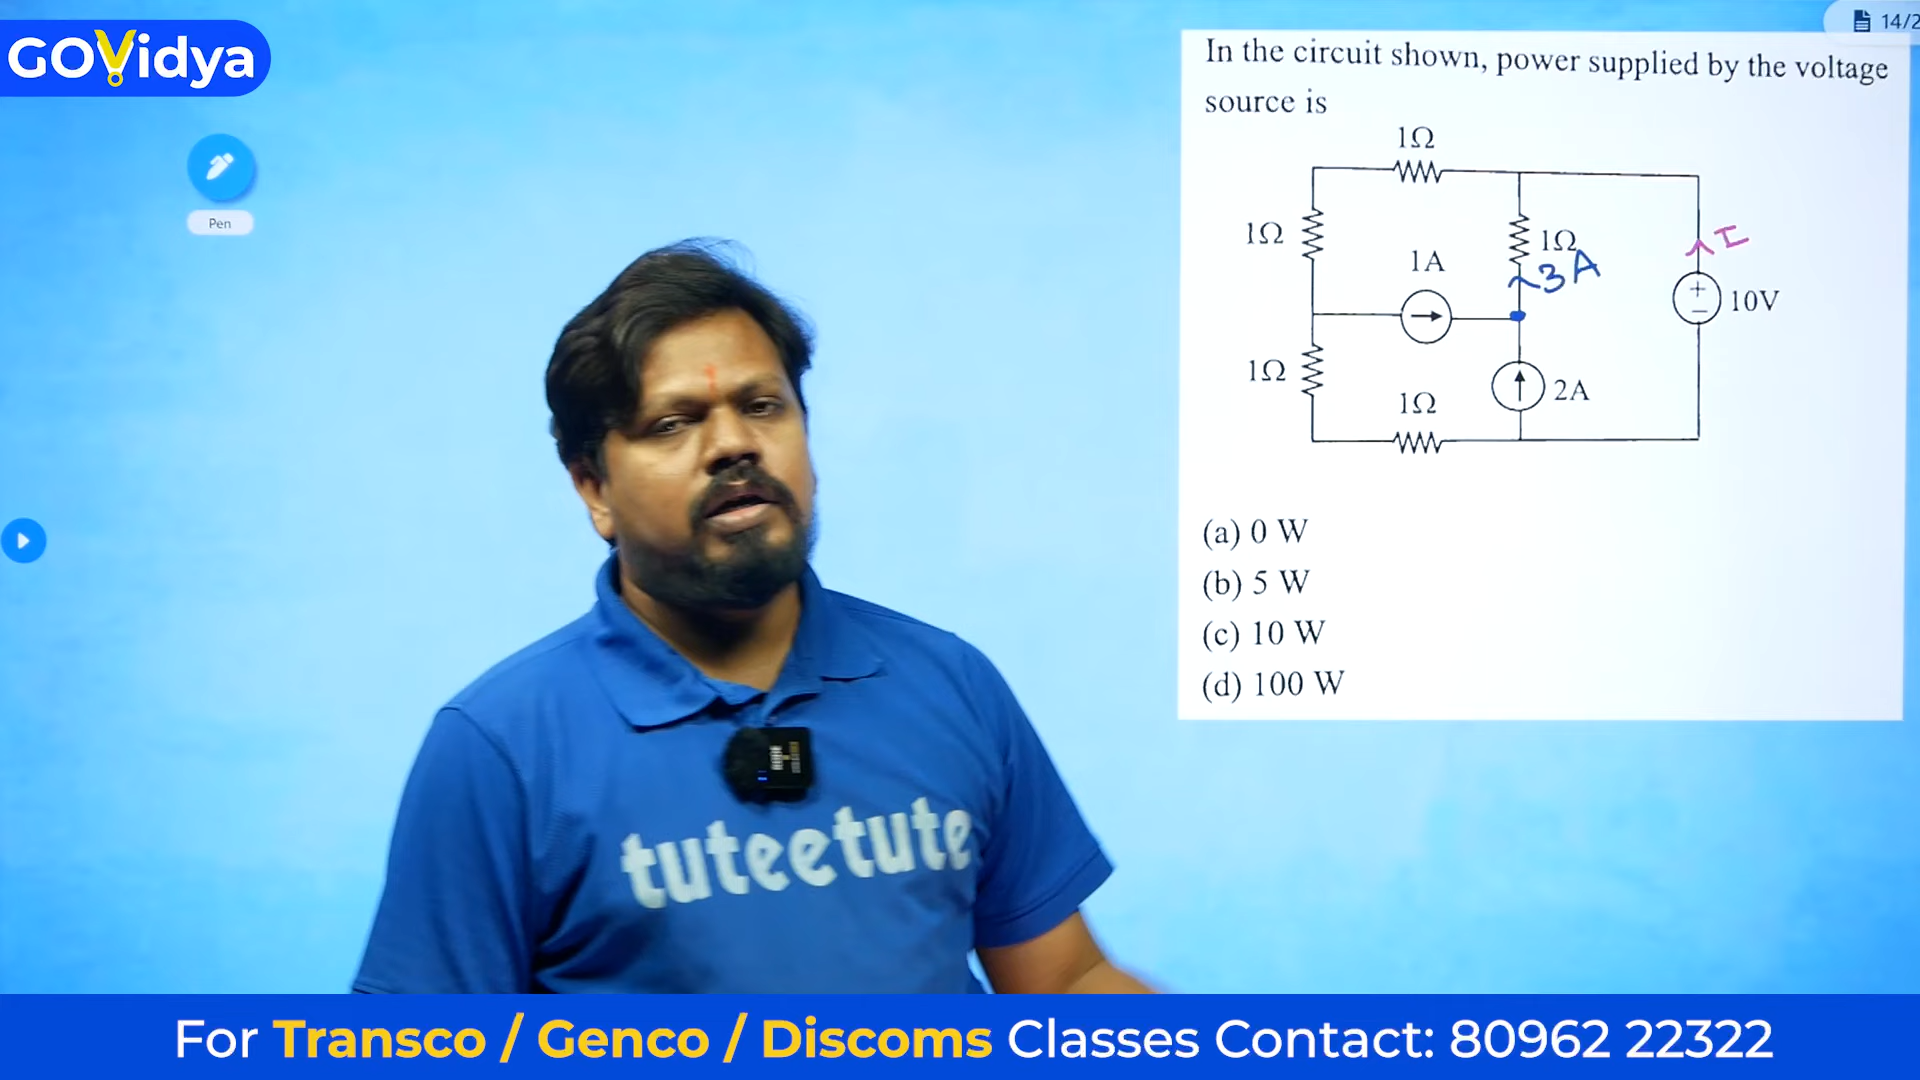 GOVidya
14/2
Pen
In the circuit shown, power supplied by the voltage
source is
1Ω
1Ω
1Ω
I
1A
3A
+
−
10V
1Ω
2A
1Ω
(a) 0 W
(b) 5 W
(c) 10 W
(d) 100 W
tuteetute
For Transco / Genco / Discoms Classes Contact: 80962 22322